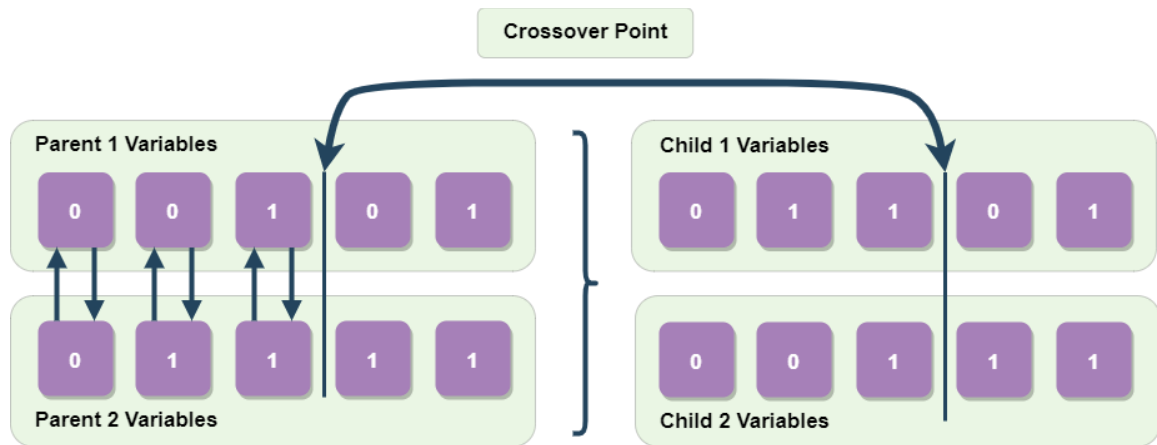 Crossover Point
Parent 1 Variables
0 0 1 0 1
0 1 1 1 1
Parent 2 Variables
Child 1 Variables
0 1 1 0 1
0 0 1 1 1
Child 2 Variables